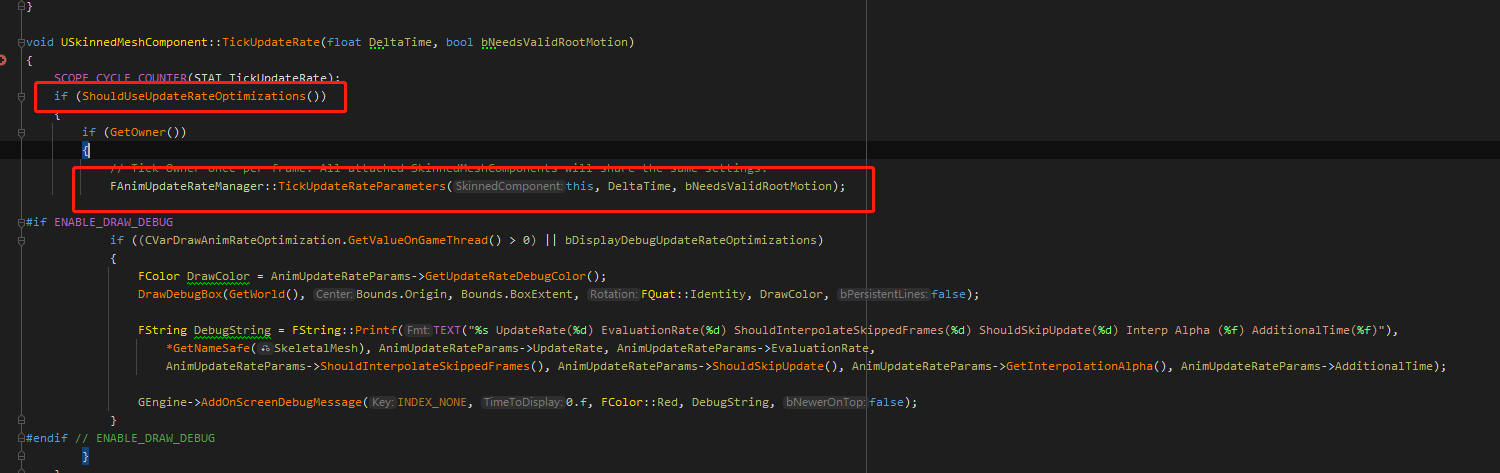 }
void USkinnedMeshComponent::TickUpdateRate(float DeltaTime, bool bNeedsValidRootMotion)
{
SCOPE_CYCLE_COUNTER(STAT_TickUpdateRate);
if (ShouldUseUpdateRateOptimizations())
{
if (GetOwner())
{
// Tick Owner once per frame. All attached SkinnedMeshComponents will share the same settings.
FAnimUpdateRateManager::TickUpdateRateParameters(SkinnedComponent:this, DeltaTime, bNeedsValidRootMotion);
#if ENABLE_DRAW_DEBUG
if ((CVarDrawAnimRateOptimization.GetValueOnGameThread() > 0) || bDisplayDebugUpdateRateOptimizations)
{
FColor DrawColor = AnimUpdateRateParams->GetUpdateRateDebugColor();
DrawDebugBox(GetWorld(), Center:Bounds.Origin, Bounds.BoxExtent, Rotation:FQuat::Identity, DrawColor, bPersistentLines:false);
FString DebugString = FString::Printf(Fmt:TEXT("%s UpdateRate(%d) EvaluationRate(%d) ShouldInterpolateSkippedFrames(%d) ShouldSkipUpdate(%d) Interp Alpha (%f) AdditionalTime(%f)"),
*GetNameSafe(SkeletalMesh), AnimUpdateRateParams->UpdateRate, AnimUpdateRateParams->EvaluationRate,
AnimUpdateRateParams->ShouldInterpolateSkippedFrames(), AnimUpdateRateParams->ShouldSkipUpdate(), AnimUpdateRateParams->GetInterpolationAlpha(), AnimUpdateRateParams->AdditionalTime);
GEngine->AddOnScreenDebugMessage(Key:INDEX_NONE, TimeToDisplay:0.f, FColor::Red, DebugString, bNewerOnTop:false);
}
#endif // ENABLE_DRAW_DEBUG
}